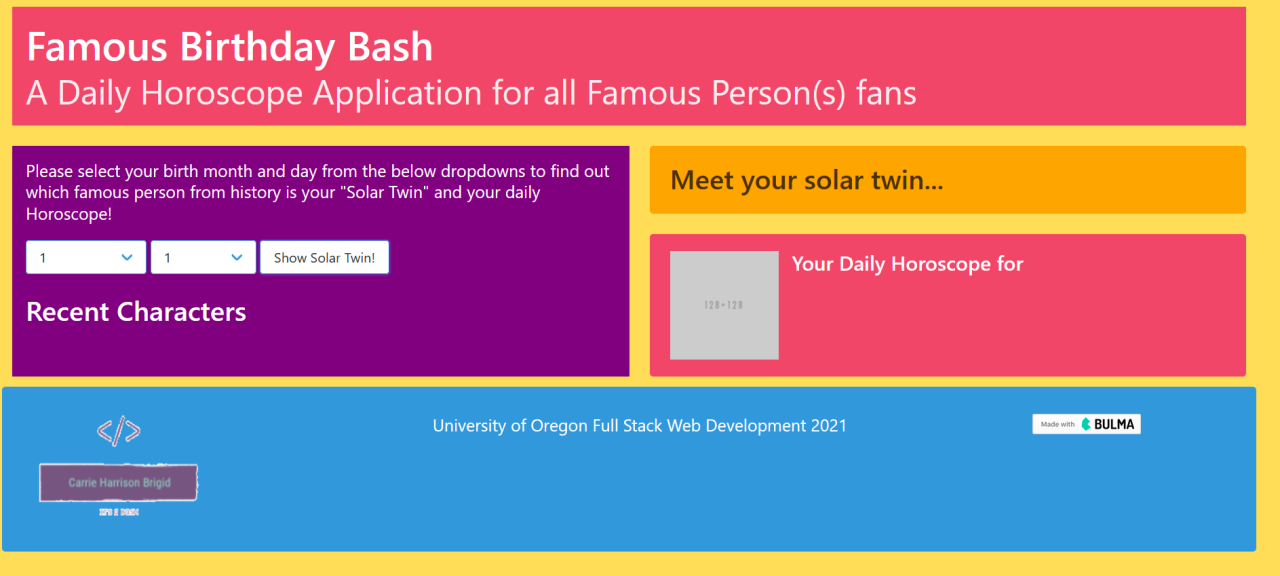 Famous Birthday Bash
A Daily Horoscope Application for all Famous Person(s) fans
Please select your birth month and day from the below dropdowns to find out
which famous person from history is your "Solar Twin" and your daily
Horoscope!
1 1 Show Solar Twin!
Recent Characters
Meet your solar twin...
128×128
Your Daily Horoscope for
</>
Carrie Harrison Brigid
University of Oregon Full Stack Web Development 2021
Made with BULMA